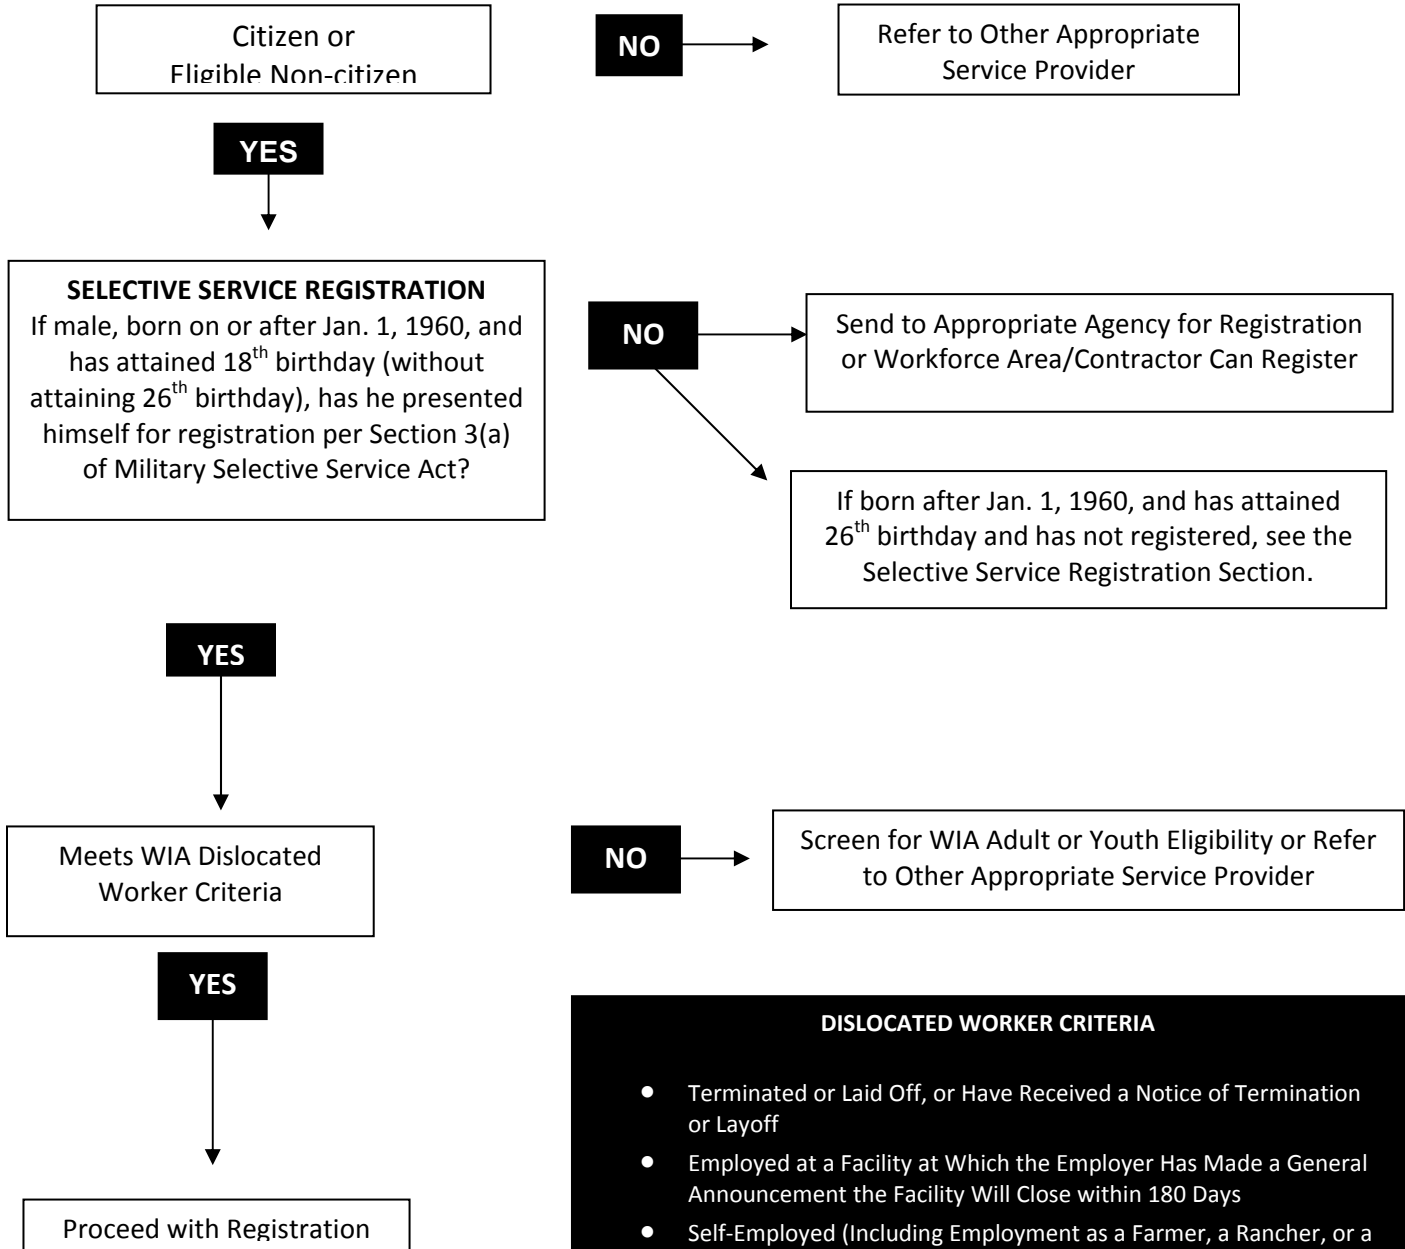 Citizen or
Eligible Non-citizen
NO
Refer to Other Appropriate
Service Provider
YES
SELECTIVE SERVICE REGISTRATION
If male, born on or after Jan. 1, 1960, and
has attained 18th birthday (without
attaining 26th birthday), has he presented
himself for registration per Section 3(a)
of Military Selective Service Act?
NO
Send to Appropriate Agency for Registration
or Workforce Area/Contractor Can Register
If born after Jan. 1, 1960, and has attained
26th birthday and has not registered, see the
Selective Service Registration Section.
YES
Meets WIA Dislocated
Worker Criteria
NO
Screen for WIA Adult or Youth Eligibility or Refer
to Other Appropriate Service Provider
YES
Proceed with Registration
DISLOCATED WORKER CRITERIA
• Terminated or Laid Off, or Have Received a Notice of Termination
or Layoff
• Employed at a Facility at Which the Employer Has Made a General
Announcement the Facility Will Close within 180 Days
• Self-Employed (Including Employment as a Farmer, a Rancher, or a